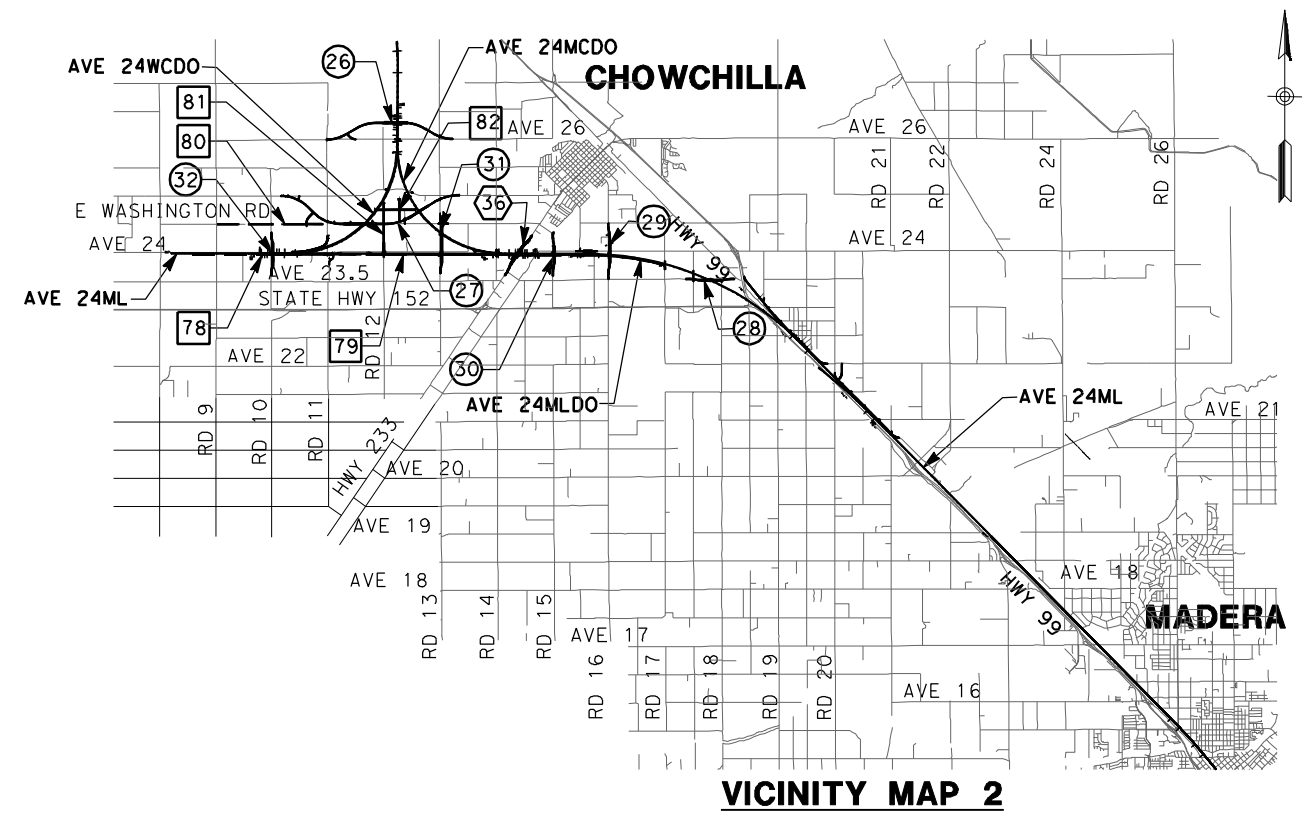 AVE 24WCDO
26
AVE 24MCDO
CHOWCHILLA
81
82
AVE 26
AVE 26
80
31
RD 21
RD 22
RD 24
RD 26
32
36
E WASHINGTON RD
29
HWY 99
AVE 24
AVE 24
AVE 23.5
27
AVE 24ML
STATE HWY 152
78
79
RD 12
28
AVE 22
30
AVE 24MLDO
AVE 24ML
AVE 21
RD 9
RD 10
RD 11
HWY 233
AVE 20
AVE 19
AVE 18
AVE 18
HWY 99
MADERA
RD 13
RD 14
RD 15
AVE 17
RD 16
RD 17
RD 18
RD 19
RD 20
AVE 16
VICINITY MAP 2